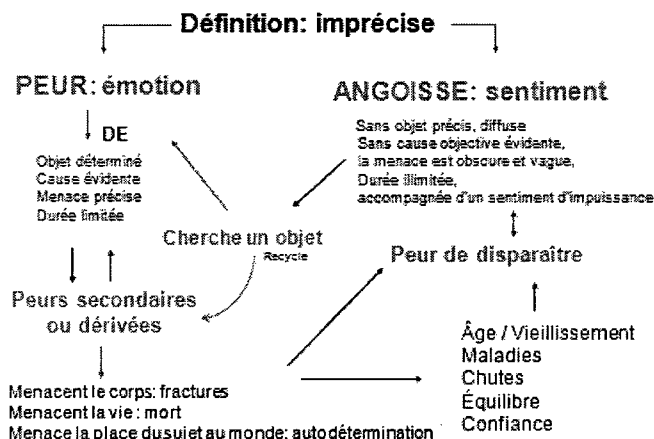 Définition: imprécise
PEUR: émotion
DE
Objet déterminé
Cause évidente
Menace précise
Durée limitée
ANGOISSE: sentiment
Sans objet précis, diffuse
Sans cause objective évidente,
la menace est obscure et vague,
Durée illimitée,
accompagnée d'un sentiment d'impuissance
Cherche un objet
Recycle
Peur de disparaître
Peurs secondaires
ou dérivées
Menacent le corps: fractures
Menacent la vie: mort
Menace la place du sujet au monde: autodétermination
Âge / Vieillissement
Maladies
Chutes
Équilibre
Confiance